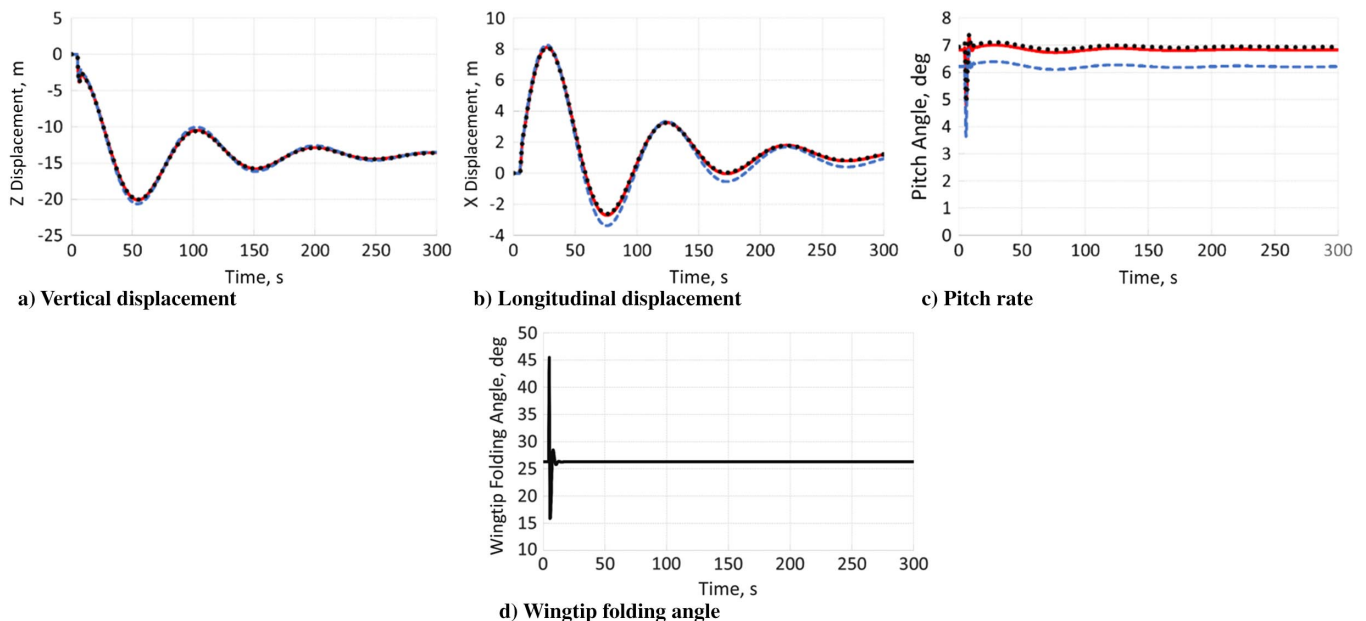 5
0
-5
-10
-15
-20
-25
Z Displacement, m
0 50 100 150 200 250 300
Time, s
a) Vertical displacement
10
8
6
4
2
0
-2
-4
X Displacement, m
0 50 100 150 200 250 300
Time, s
b) Longitudinal displacement
8
7
6
5
4
3
2
1
0
Pitch Angle, deg
0 50 100 150 200 250 300
Time, s
c) Pitch rate
50
45
40
35
30
25
20
15
10
Wingtip Folding Angle, deg
0 50 100 150 200 250 300
Time, s
d) Wingtip folding angle